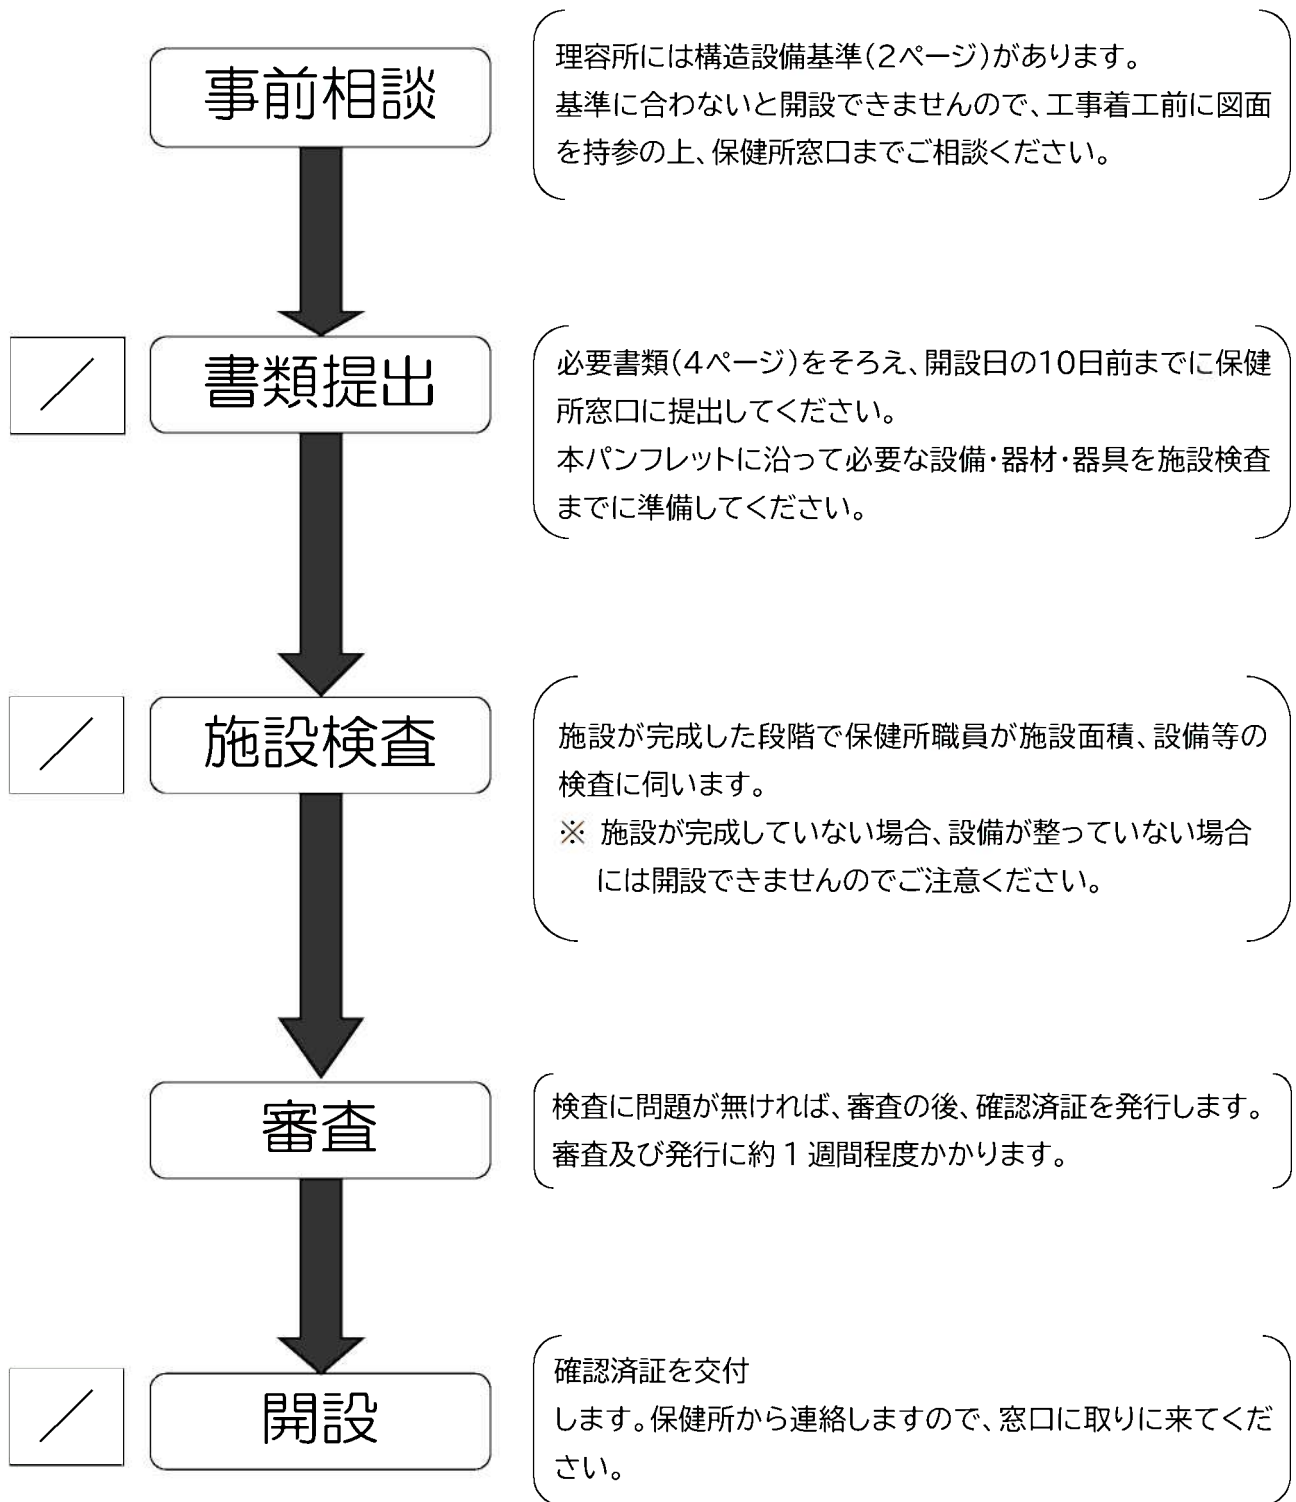 事前相談
理容所には構造設備基準(2ページ)があります。
基準に合わないと開設できませんので、工事着工前に図面
を持参の上、保健所窓口までご相談ください。
／
書類提出
必要書類(4ページ)をそろえ、開設日の10日前までに保健
所窓口に提出してください。
本パンフレットに沿って必要な設備・器材・器具を施設検査
までに準備してください。
／
施設検査
施設が完成した段階で保健所職員が施設面積、設備等の
検査に伺います。
※ 施設が完成していない場合、設備が整っていない場合
には開設できませんのでご注意ください。
審査
検査に問題が無ければ、審査の後、確認済証を発行します。
審査及び発行に約1週間程度かかります。
／
開設
確認済証を交付
します。保健所から連絡しますので、窓口に取りに来てくだ
さい。